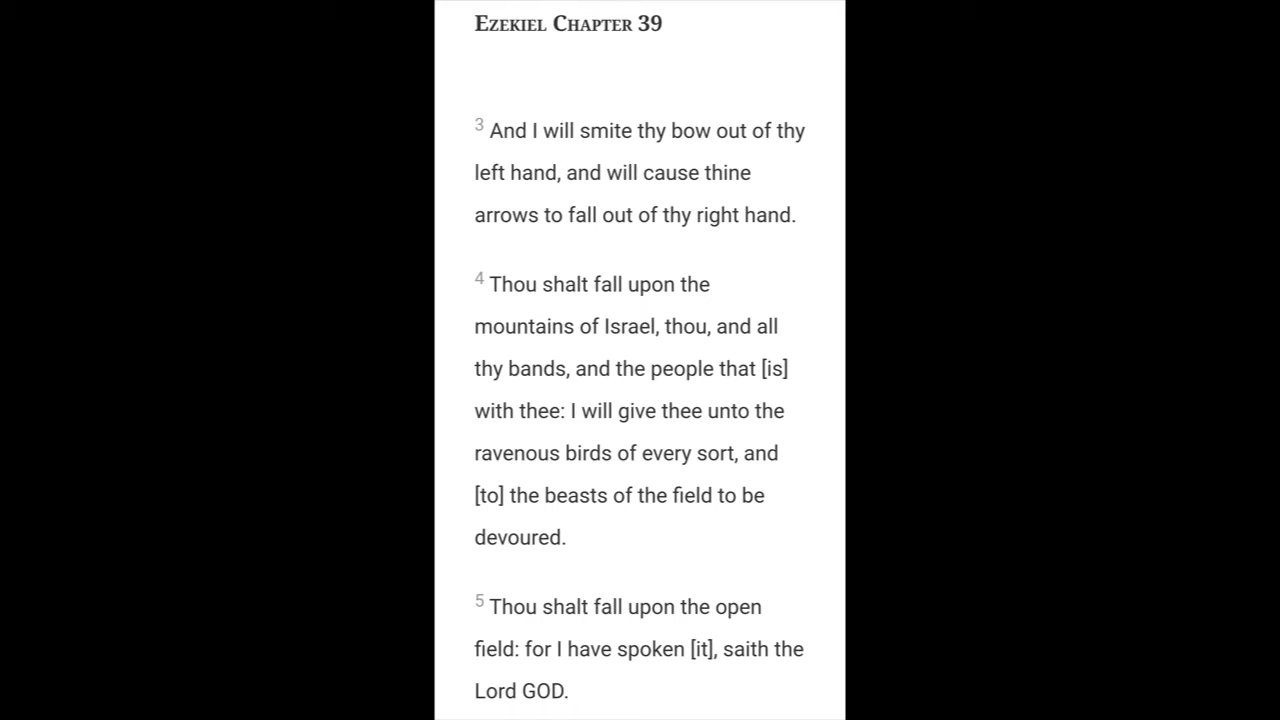 Ezekiel Chapter 39
3 And I will smite thy bow out of thy
left hand, and will cause thine
arrows to fall out of thy right hand.
4 Thou shalt fall upon the
mountains of Israel, thou, and all
thy bands, and the people that [is]
with thee: I will give thee unto the
ravenous birds of every sort, and
[to] the beasts of the field to be
devoured.
5 Thou shalt fall upon the open
field: for I have spoken [it], saith the
Lord GOD.